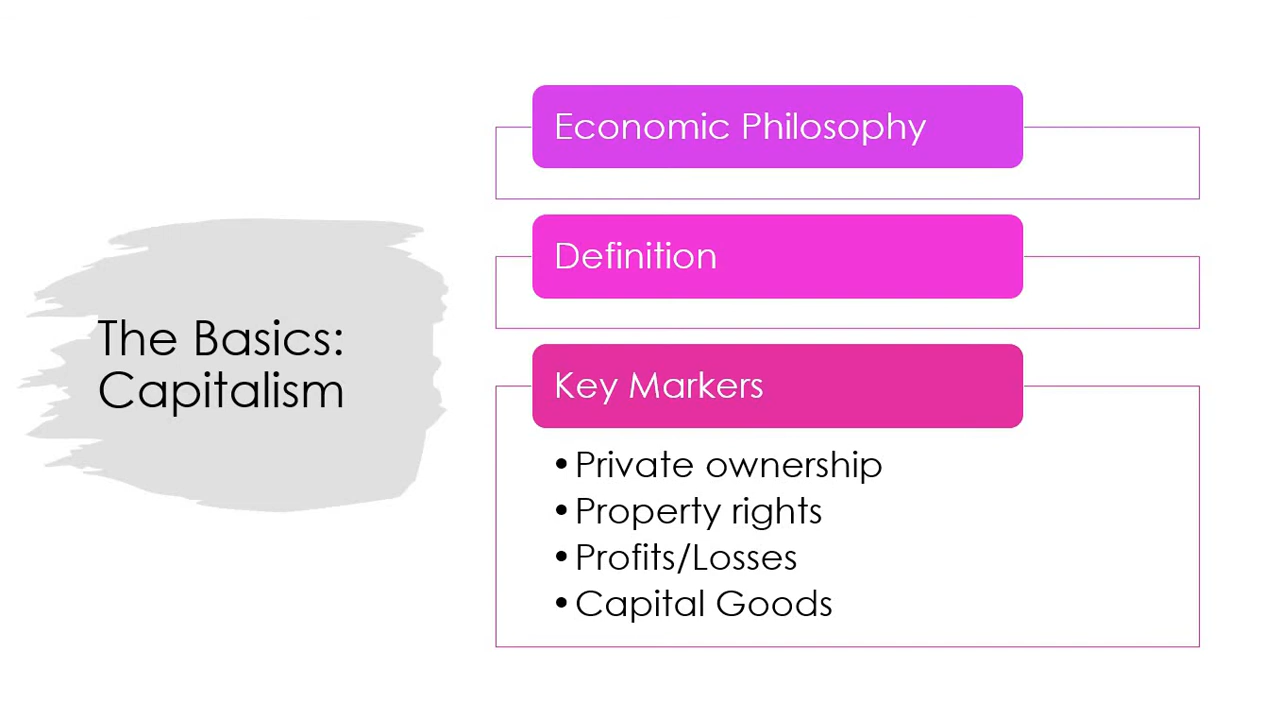 The Basics:
Capitalism
Economic Philosophy
Definition
Key Markers
•Private ownership
•Property rights
•Profits/Losses
•Capital Goods